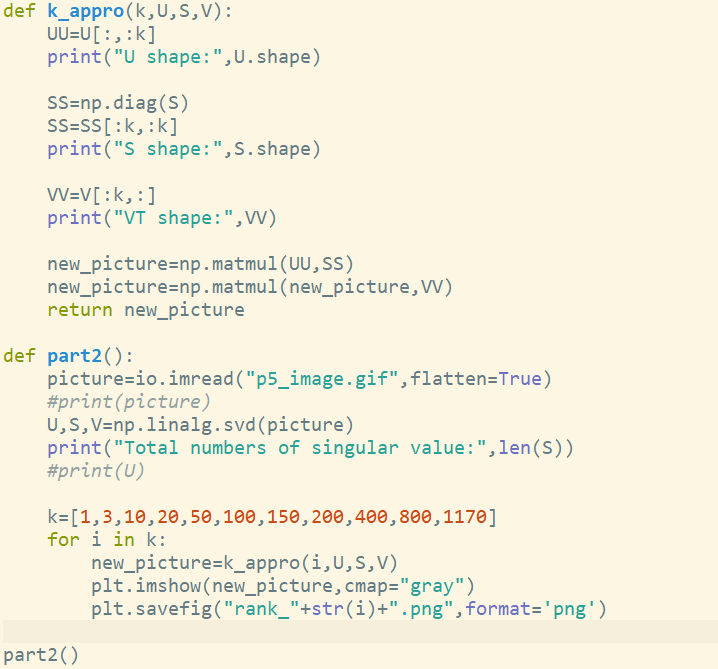 def k_appro(k,U,S,V):
    UU=U[:,:k]
    print("U shape:",U.shape)

    SS=np.diag(S)
    SS=SS[:k,:k]
    print("S shape:",S.shape)

    VV=V[:k,:]
    print("VT shape:",VV)

    new_picture=np.matmul(UU,SS)
    new_picture=np.matmul(new_picture,VV)
    return new_picture

def part2():
    picture=io.imread("p5_image.gif",flatten=True)
    #print(picture)
    U,S,V=np.linalg.svd(picture)
    print("Total numbers of singular value:",len(S))
    #print(U)

    k=[1,3,10,20,50,100,150,200,400,800,1170]
    for i in k:
        new_picture=k_appro(i,U,S,V)
        plt.imshow(new_picture,cmap="gray")
        plt.savefig("rank_"+str(i)+".png",format='png')

part2()